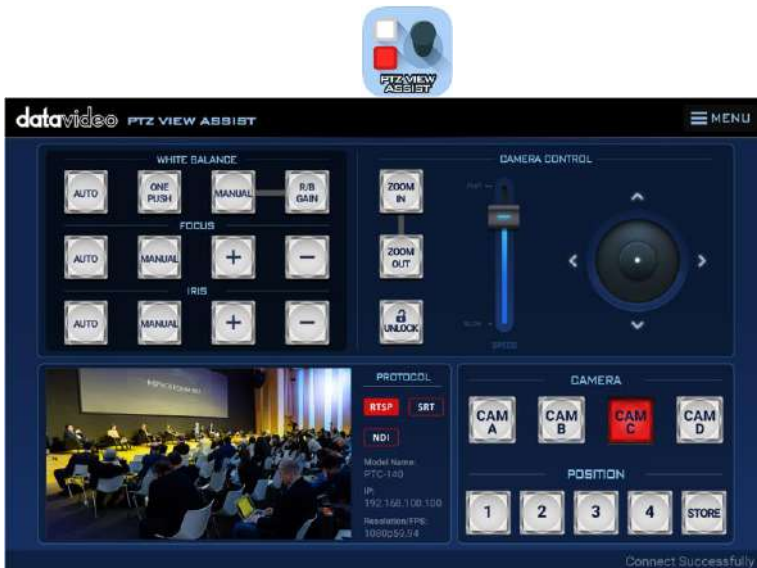 PTZ VIEW
ASSIST
datavideo PTZ VIEW ASSIST
MENU
WHITE BALANCE
AUTO
ONE
PUSH
MANUAL
R/B
GAIN
FOCUS
AUTO
MANUAL
+
−
IRIS
AUTO
MANUAL
+
−
CAMERA CONTROL
ZOOM
IN
ZOOM
OUT
UNLOCK
SLOW
SPEED
PROTOCOL
RTSP
SRT
NDI
Model Name:
PTC-140
IP:
192.168.100.100
Resolution/FPS:
1080p59.94
CAMERA
CAM
A
CAM
B
CAM
C
CAM
D
POSITION
1
2
3
4
STORE
Connect Successfully